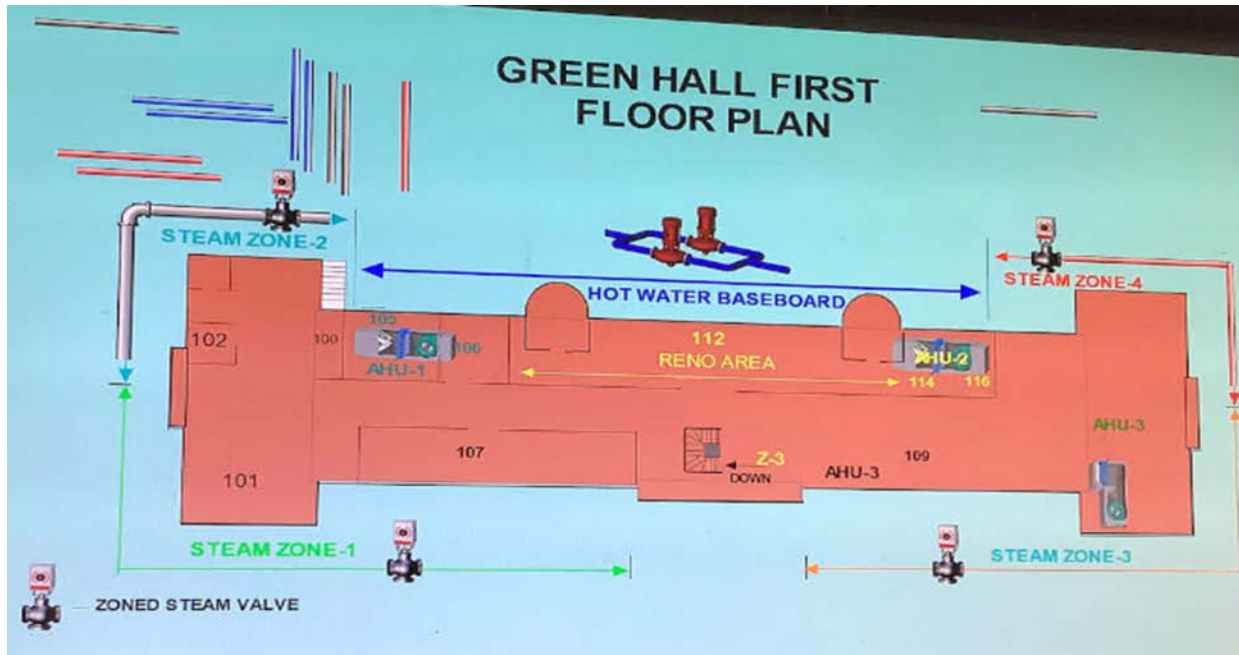 GREEN HALL FIRST
FLOOR PLAN
STEAM ZONE-2
STEAM ZONE-4
HOT WATER BASEBOARD
102
100
105
106
AHU-1
112
RENO AREA
AHU-2
114
116
AHU-3
107
Z-3
DOWN
AHU-3
109
101
STEAM ZONE-1
STEAM ZONE-3
ZONED STEAM VALVE